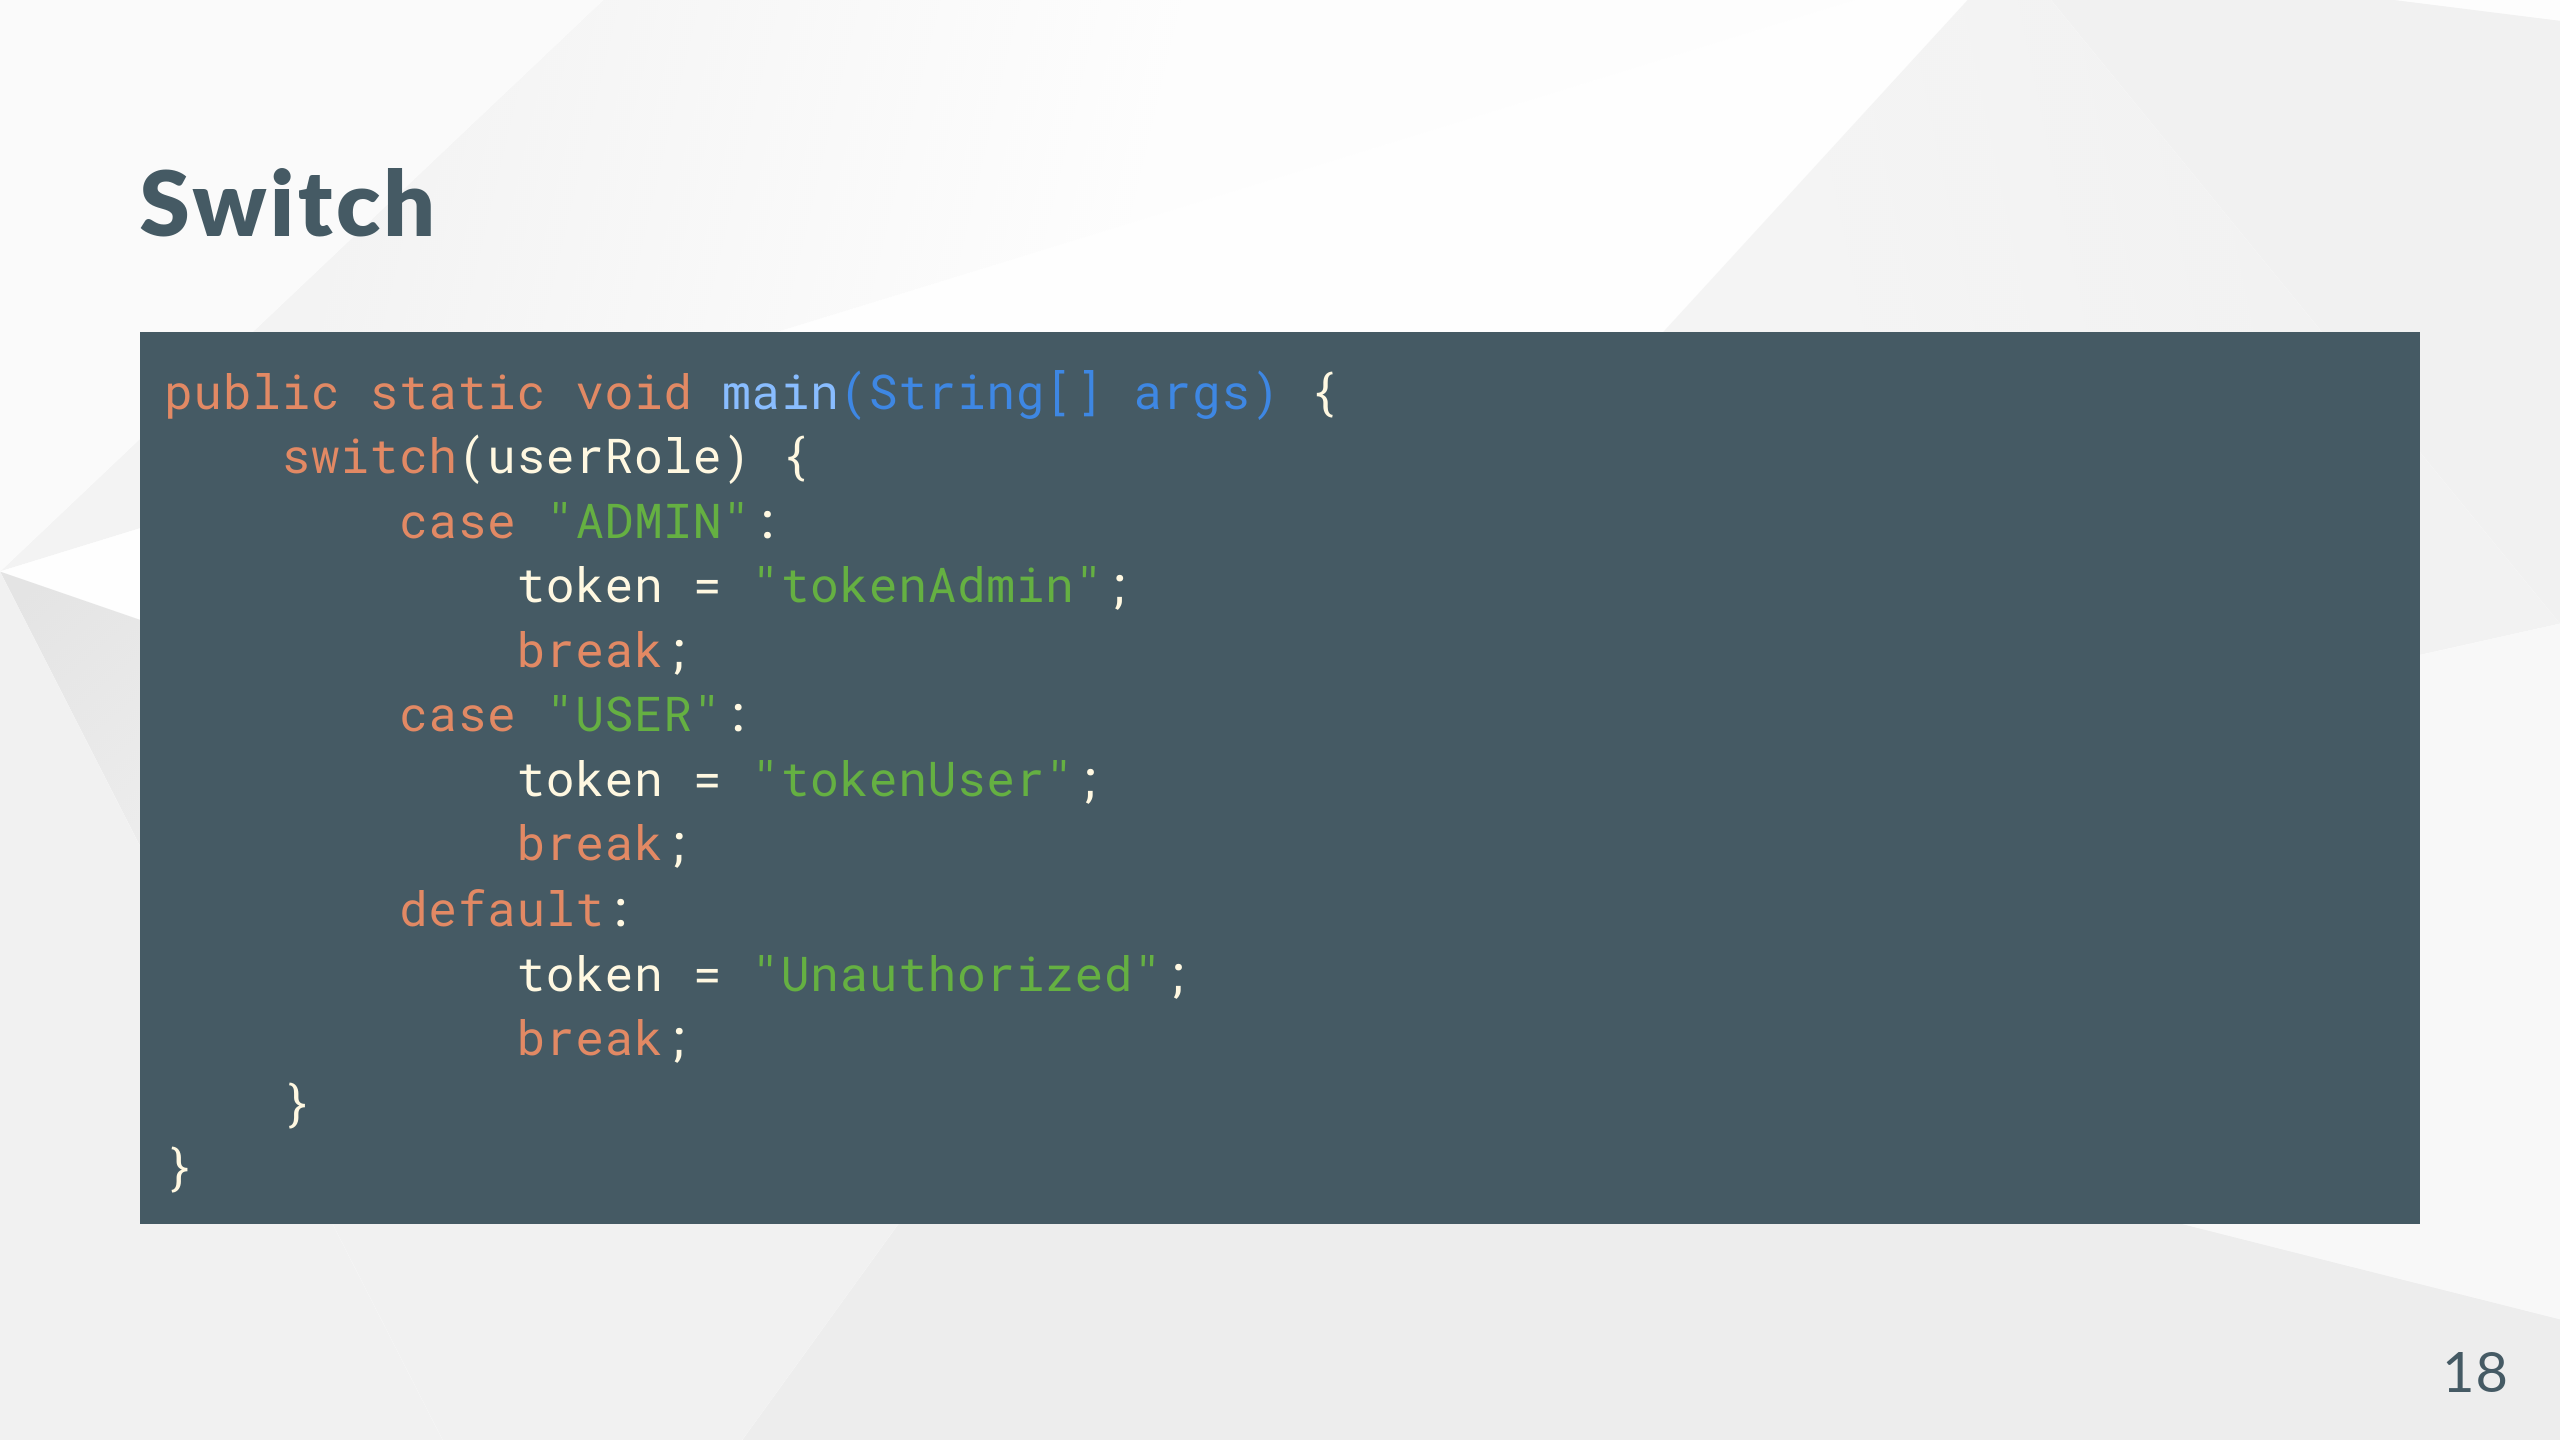 Switch
public static void main(String[] args) {
    switch(userRole) {
        case "ADMIN":
            token = "tokenAdmin";
            break;
        case "USER":
            token = "tokenUser";
            break;
        default:
            token = "Unauthorized";
            break;
    }
}
18